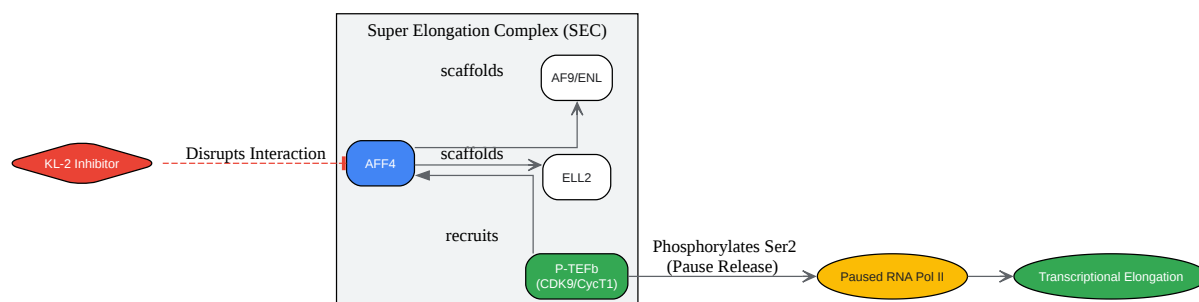 Super Elongation Complex (SEC)
scaffolds
AF9/ENL
KL-2 Inhibitor
Disrupts Interaction
AFF4
scaffolds
ELL2
recruits
P-TEFb
(CDK9/CycT1)
Phosphorylates Ser2
(Pause Release)
Paused RNA Pol II
Transcriptional Elongation